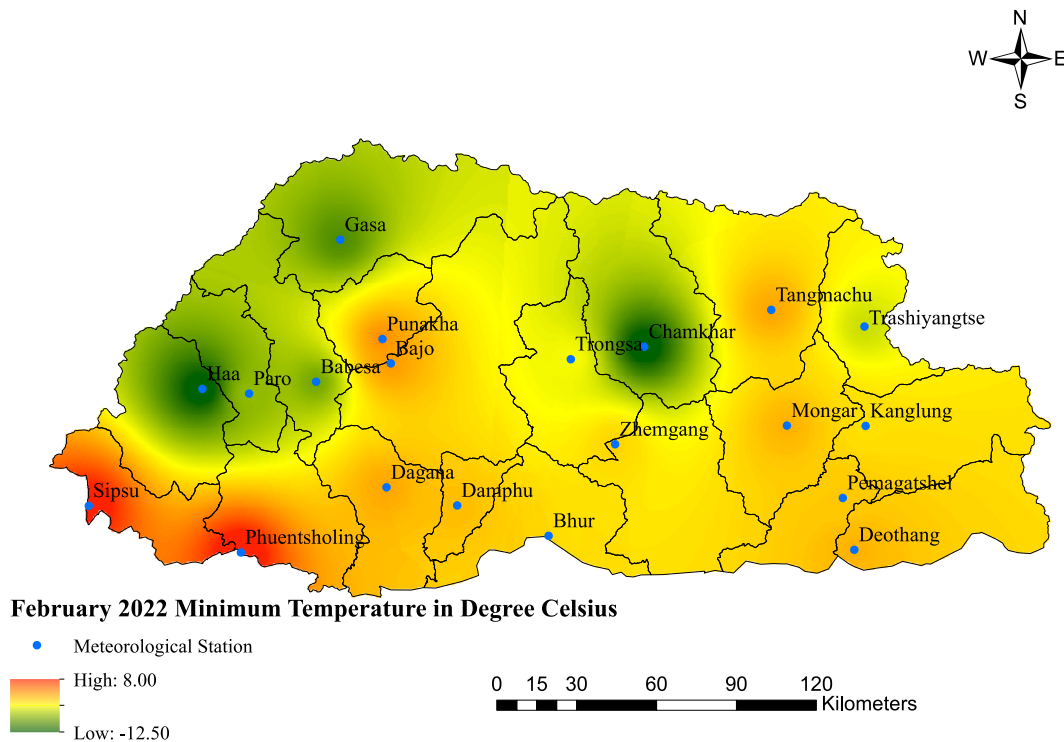 N
W E
S
Gasa
Punakha
Bajo
Tangmachu
Trashiyangtse
Chamkhar
Trongsa
Haa
Paro
Babesa
Mongar
Kanglung
Zhemgang
Sipsu
Dagana
Damphu
Pemagatshel
Phuentsholing
Bhur
Deothang
February 2022 Minimum Temperature in Degree Celsius
Meteorological Station
High: 8.00
Low: -12.50
0 15 30 60 90 120
Kilometers